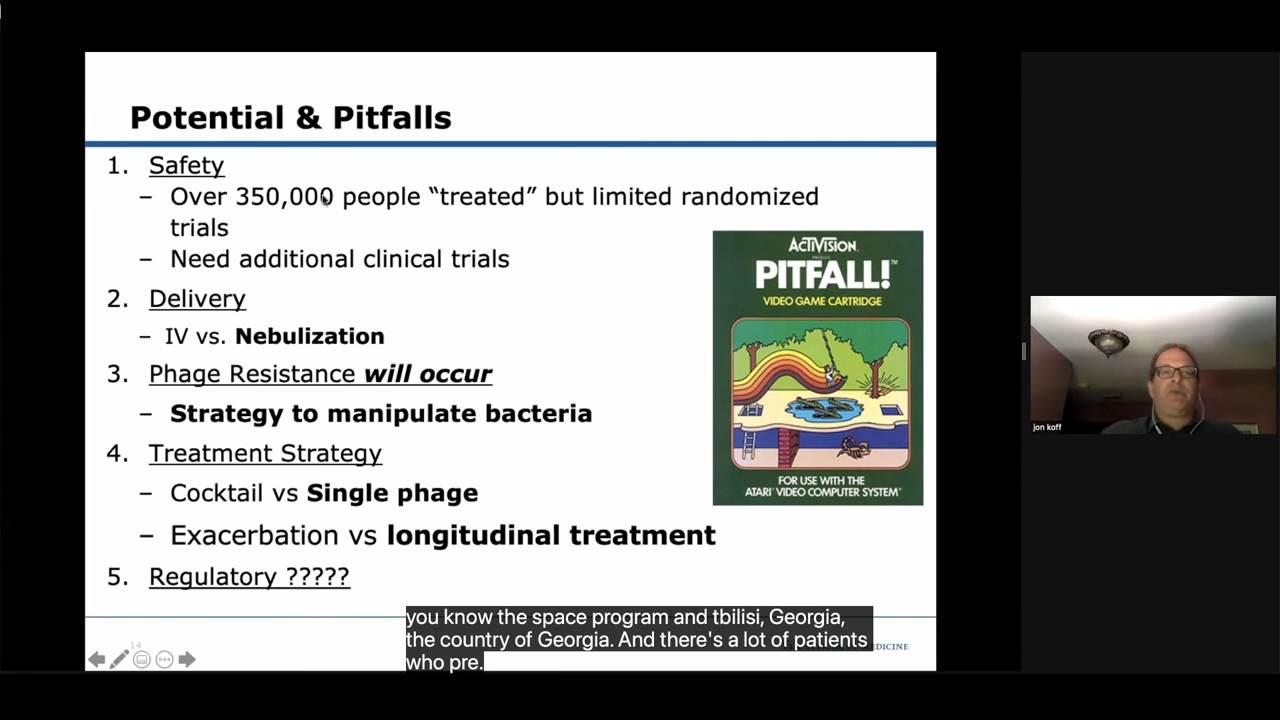 Potential & Pitfalls
1. Safety
– Over 350,000 people “treated” but limited randomized
trials
– Need additional clinical trials
2. Delivery
– IV vs. Nebulization
3. Phage Resistance will occur
– Strategy to manipulate bacteria
4. Treatment Strategy
– Cocktail vs Single phage
– Exacerbation vs longitudinal treatment
5. Regulatory ?????
ACTIVISION
PRESENTS
PITFALL!™
VIDEO GAME CARTRIDGE
FOR USE WITH THE
ATARI® VIDEO COMPUTER SYSTEM™
14
you know the space program and tbilisi, Georgia,
the country of Georgia. And there's a lot of patients
who pre.
jon koff